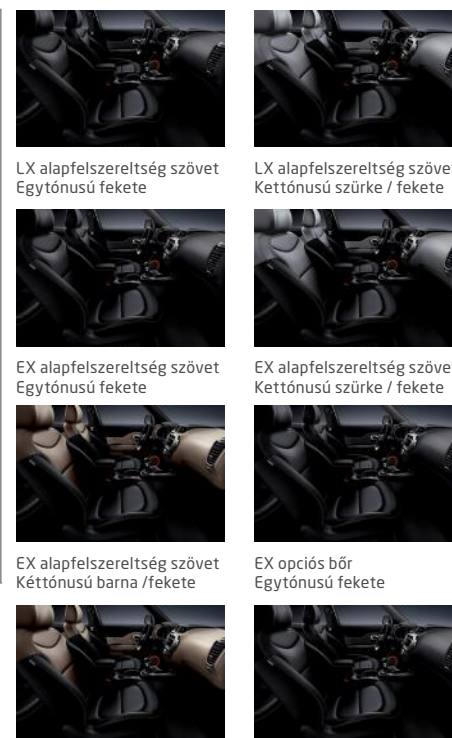 LX alapfelszereltség szövet
Egytónusú fekete
LX alapfelszereltség szövet
Kettónusú szürke / fekete
EX alapfelszereltség szövet
Egytónusú fekete
EX alapfelszereltség szövet
Kettónusú szürke / fekete
EX alapfelszereltség szövet
Kéttónusú barna /fekete
EX opciós bőr
Egytónusú fekete